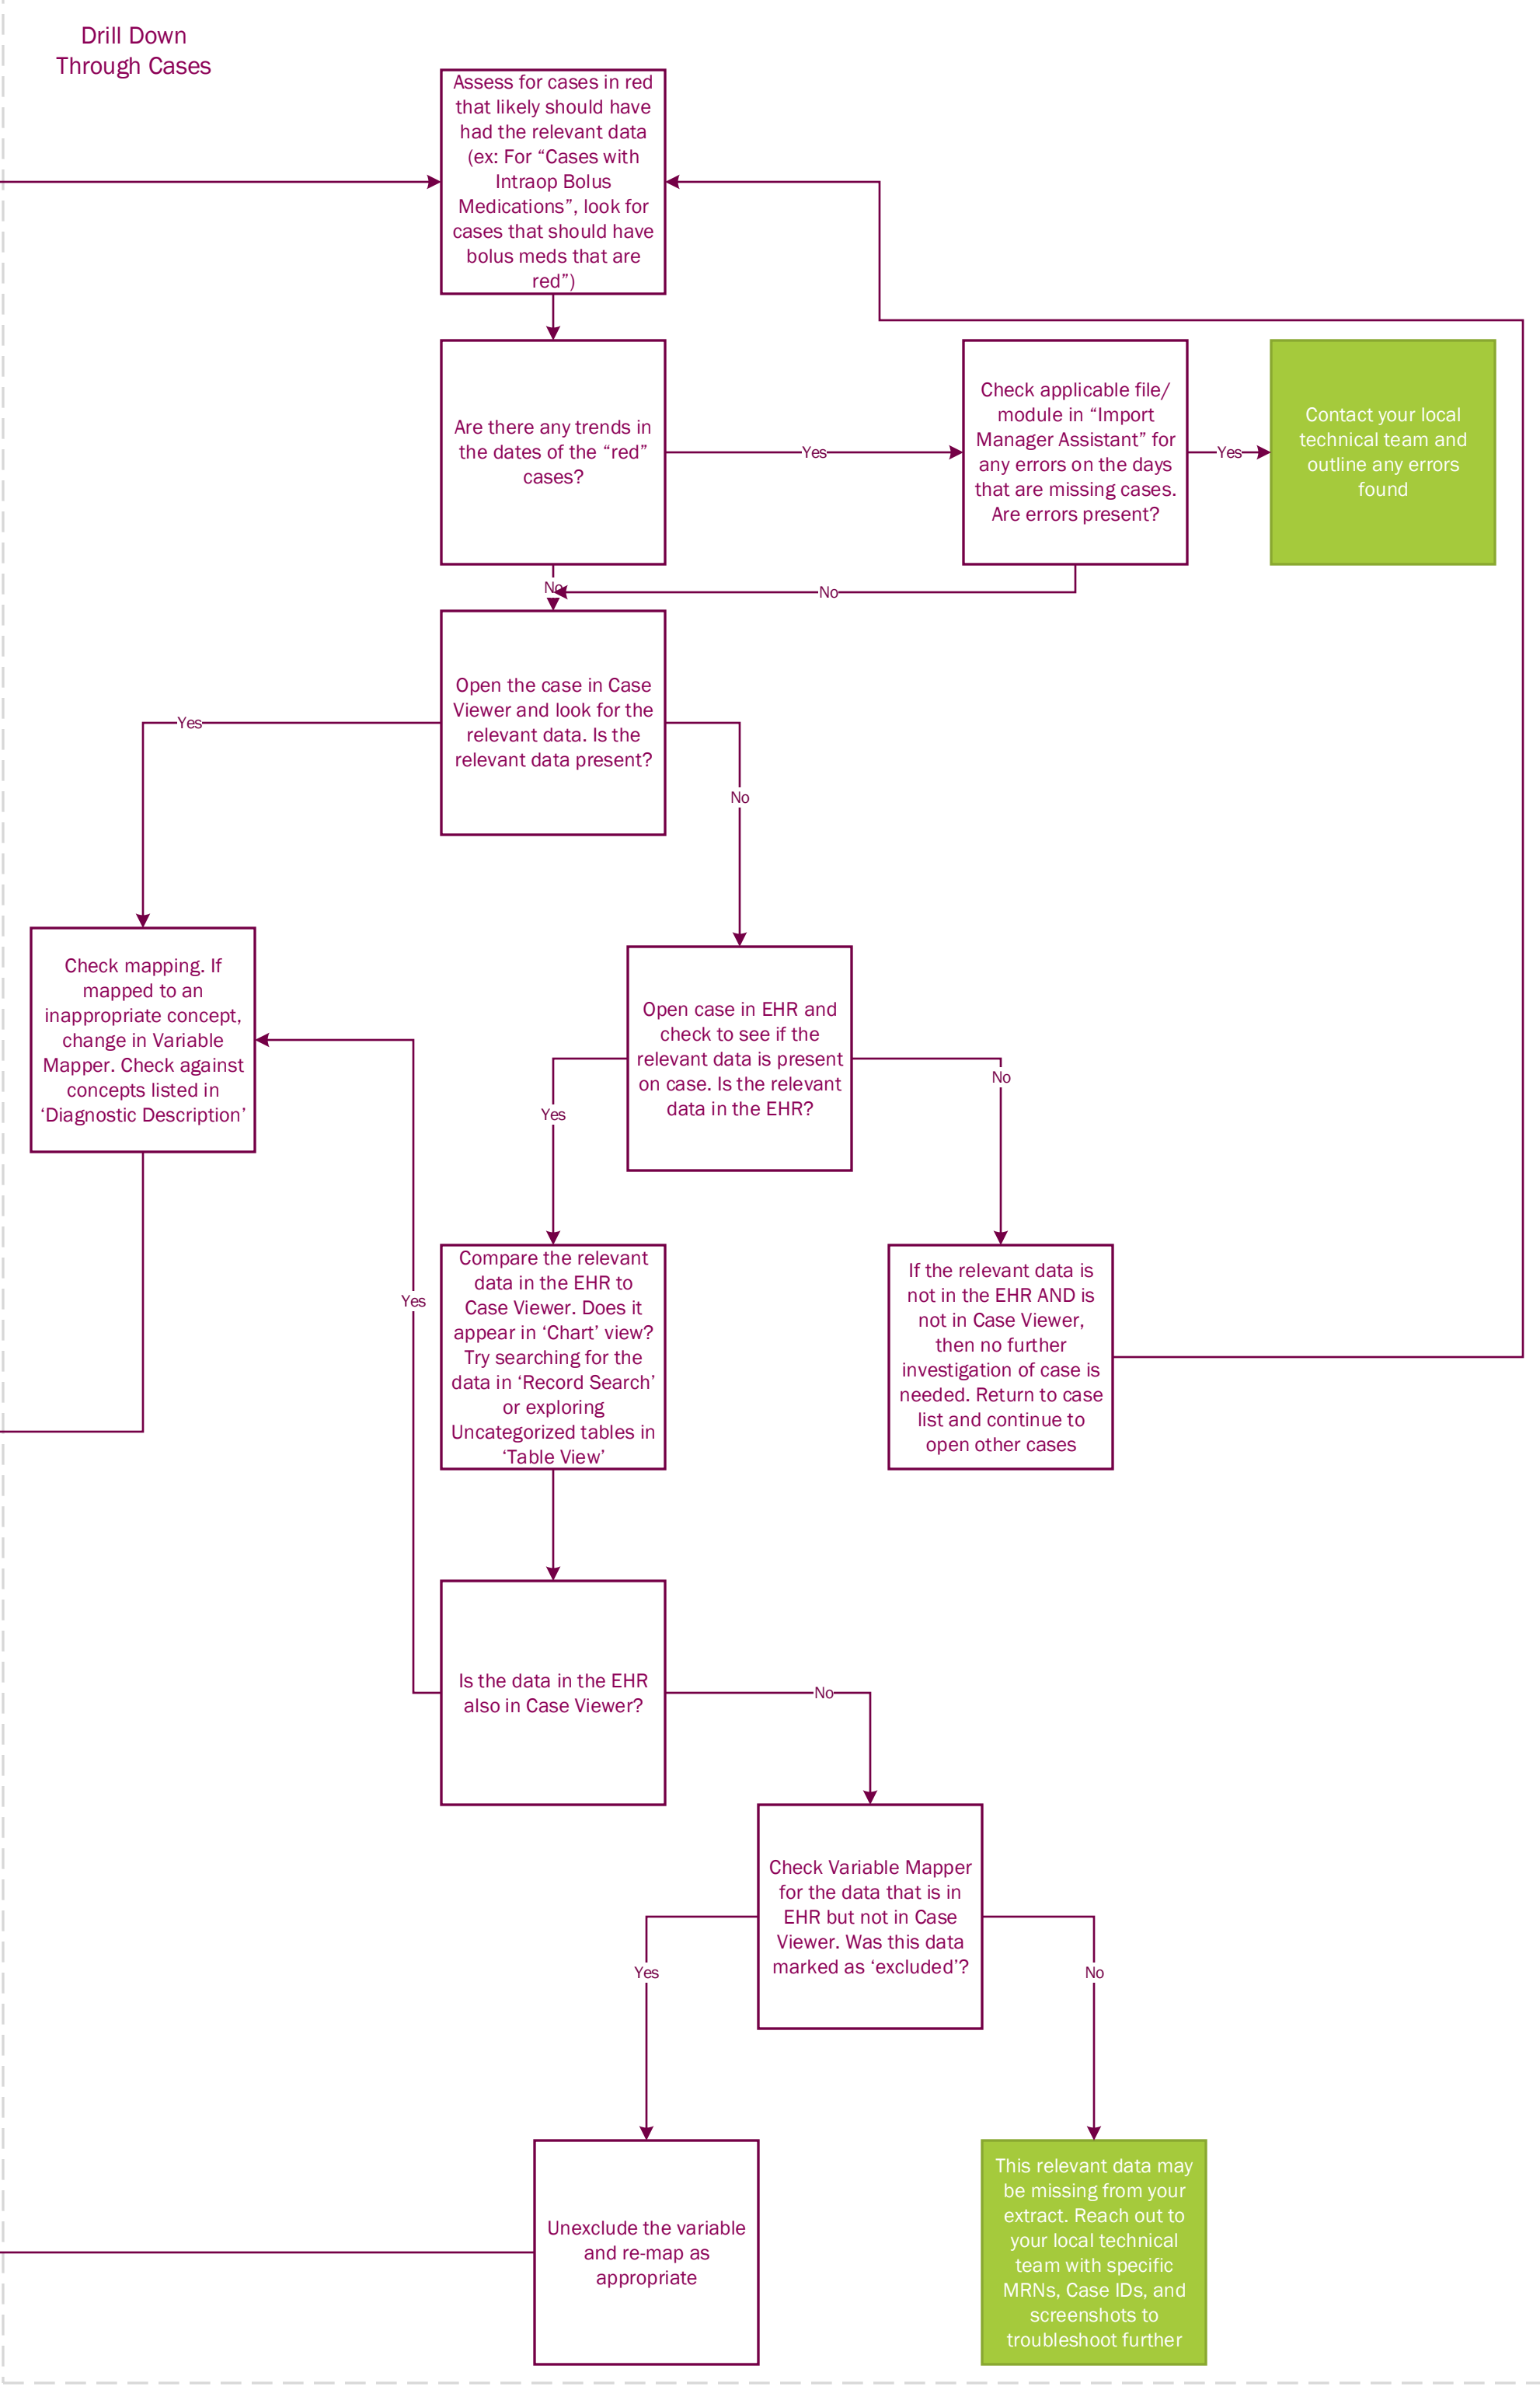 Drill Down
Through Cases
Assess for cases in red
that likely should have
had the relevant data
(ex: For “Cases with
Intraop Bolus
Medications”, look for
cases that should have
bolus meds that are
red”)
Are there any trends in
the dates of the “red”
cases?
Yes
Check applicable file/
module in “Import
Manager Assistant” for
any errors on the days
that are missing cases.
Are errors present?
Yes
Contact your local
technical team and
outline any errors
found
No
No
Open the case in Case
Viewer and look for the
relevant data. Is the
relevant data present?
Yes
No
Check mapping. If
mapped to an
inappropriate concept,
change in Variable
Mapper. Check against
concepts listed in
‘Diagnostic Description’
Open case in EHR and
check to see if the
relevant data is present
on case. Is the relevant
data in the EHR?
Yes
No
Compare the relevant
data in the EHR to
Case Viewer. Does it
appear in ‘Chart’ view?
Try searching for the
data in ‘Record Search’
or exploring
Uncategorized tables in
‘Table View’
If the relevant data is
not in the EHR AND is
not in Case Viewer,
then no further
investigation of case is
needed. Return to case
list and continue to
open other cases
Yes
Is the data in the EHR
also in Case Viewer?
No
Check Variable Mapper
for the data that is in
EHR but not in Case
Viewer. Was this data
marked as ‘excluded’?
Yes
No
Unexclude the variable
and re-map as
appropriate
This relevant data may
be missing from your
extract. Reach out to
your local technical
team with specific
MRNs, Case IDs, and
screenshots to
troubleshoot further